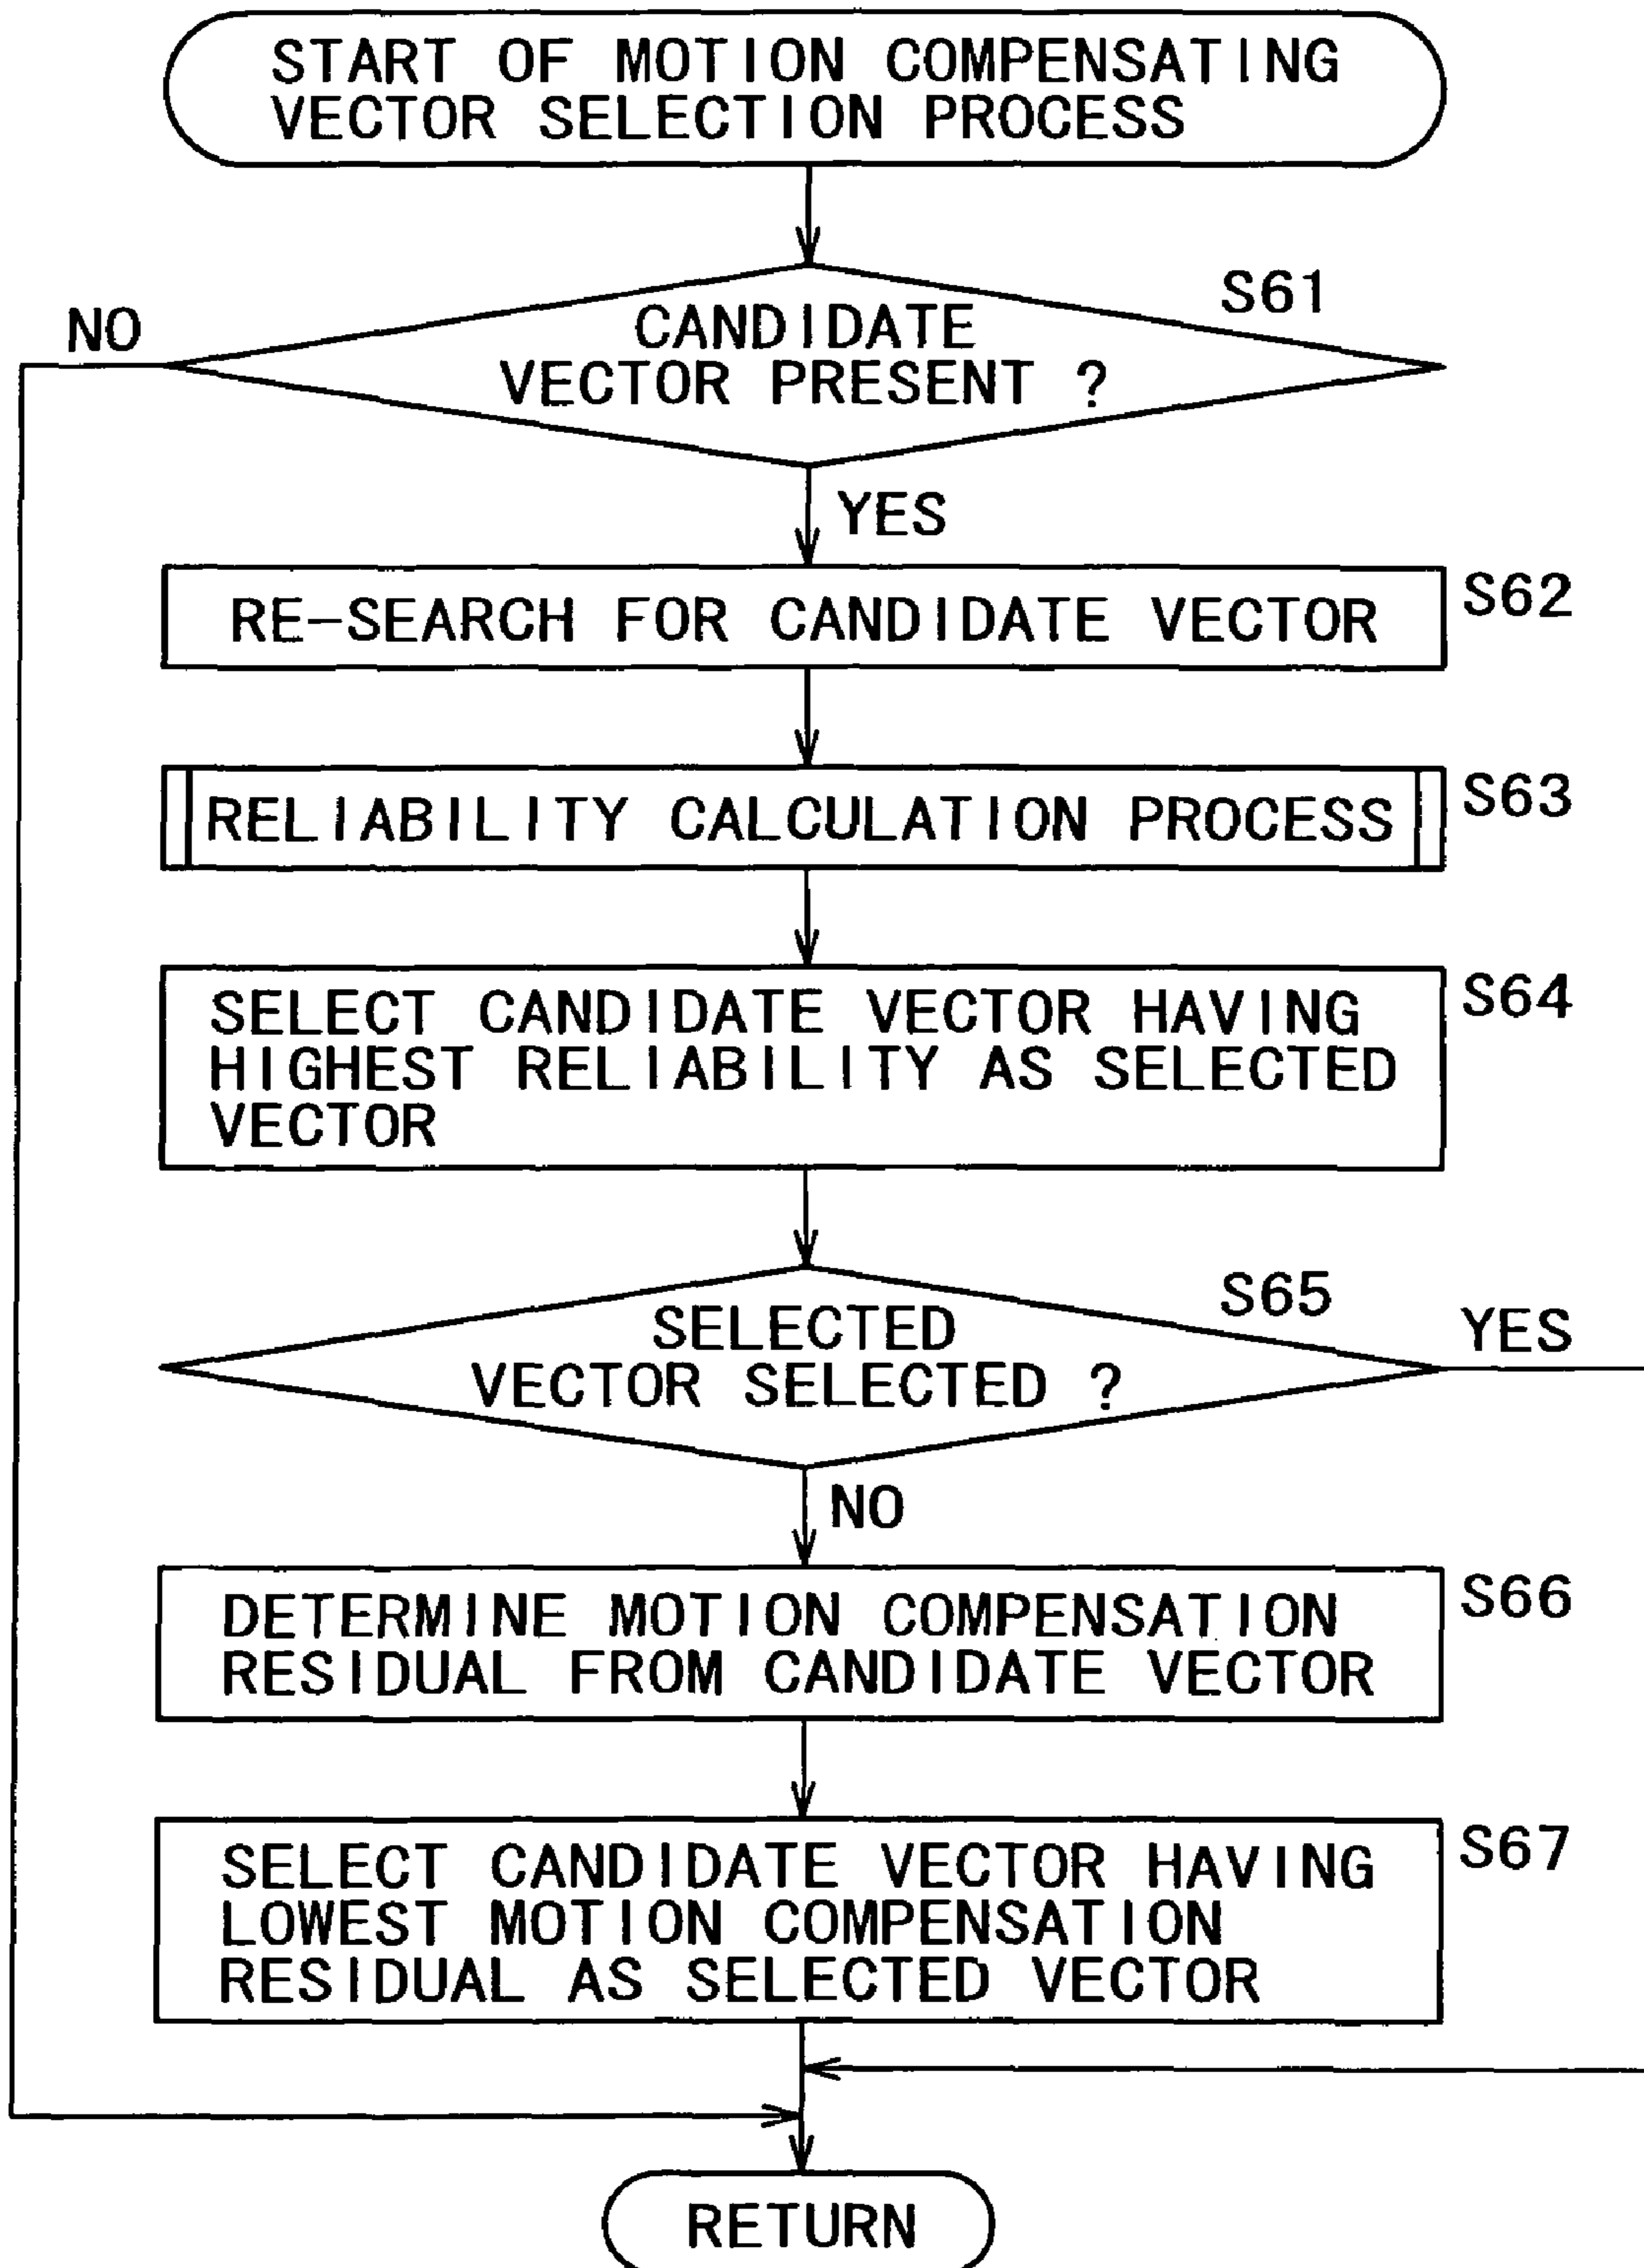 START OF MOTION COMPENSATING
VECTOR SELECTION PROCESS
S61
NO
CANDIDATE
VECTOR PRESENT ?
YES
S62
RE-SEARCH FOR CANDIDATE VECTOR
S63
RELIABILITY CALCULATION PROCESS
S64
SELECT CANDIDATE VECTOR HAVING
HIGHEST RELIABILITY AS SELECTED
VECTOR
S65
SELECTED
VECTOR SELECTED ?
YES
NO
S66
DETERMINE MOTION COMPENSATION
RESIDUAL FROM CANDIDATE VECTOR
S67
SELECT CANDIDATE VECTOR HAVING
LOWEST MOTION COMPENSATION
RESIDUAL AS SELECTED VECTOR
RETURN